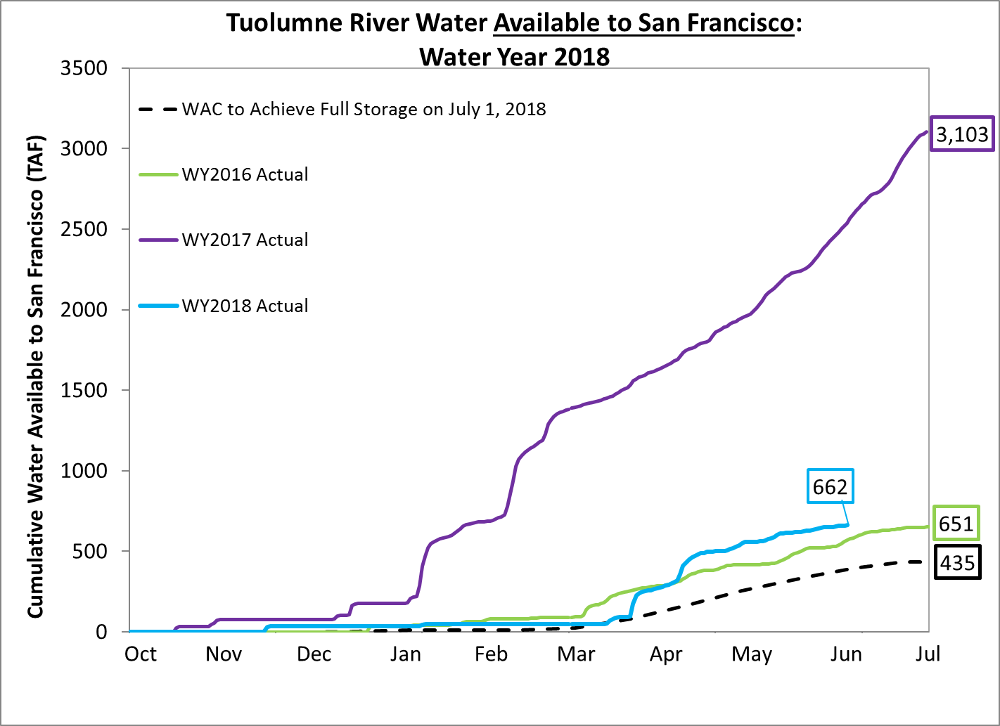 Tuolumne River Water Available to San Francisco:
Water Year 2018
Cumulative Water Available to San Francisco (TAF)
3500
3000
2500
2000
1500
1000
500
0
WAC to Achieve Full Storage on July 1, 2018
WY2016 Actual
WY2017 Actual
WY2018 Actual
3,103
662
651
435
Oct Nov Dec Jan Feb Mar Apr May Jun Jul